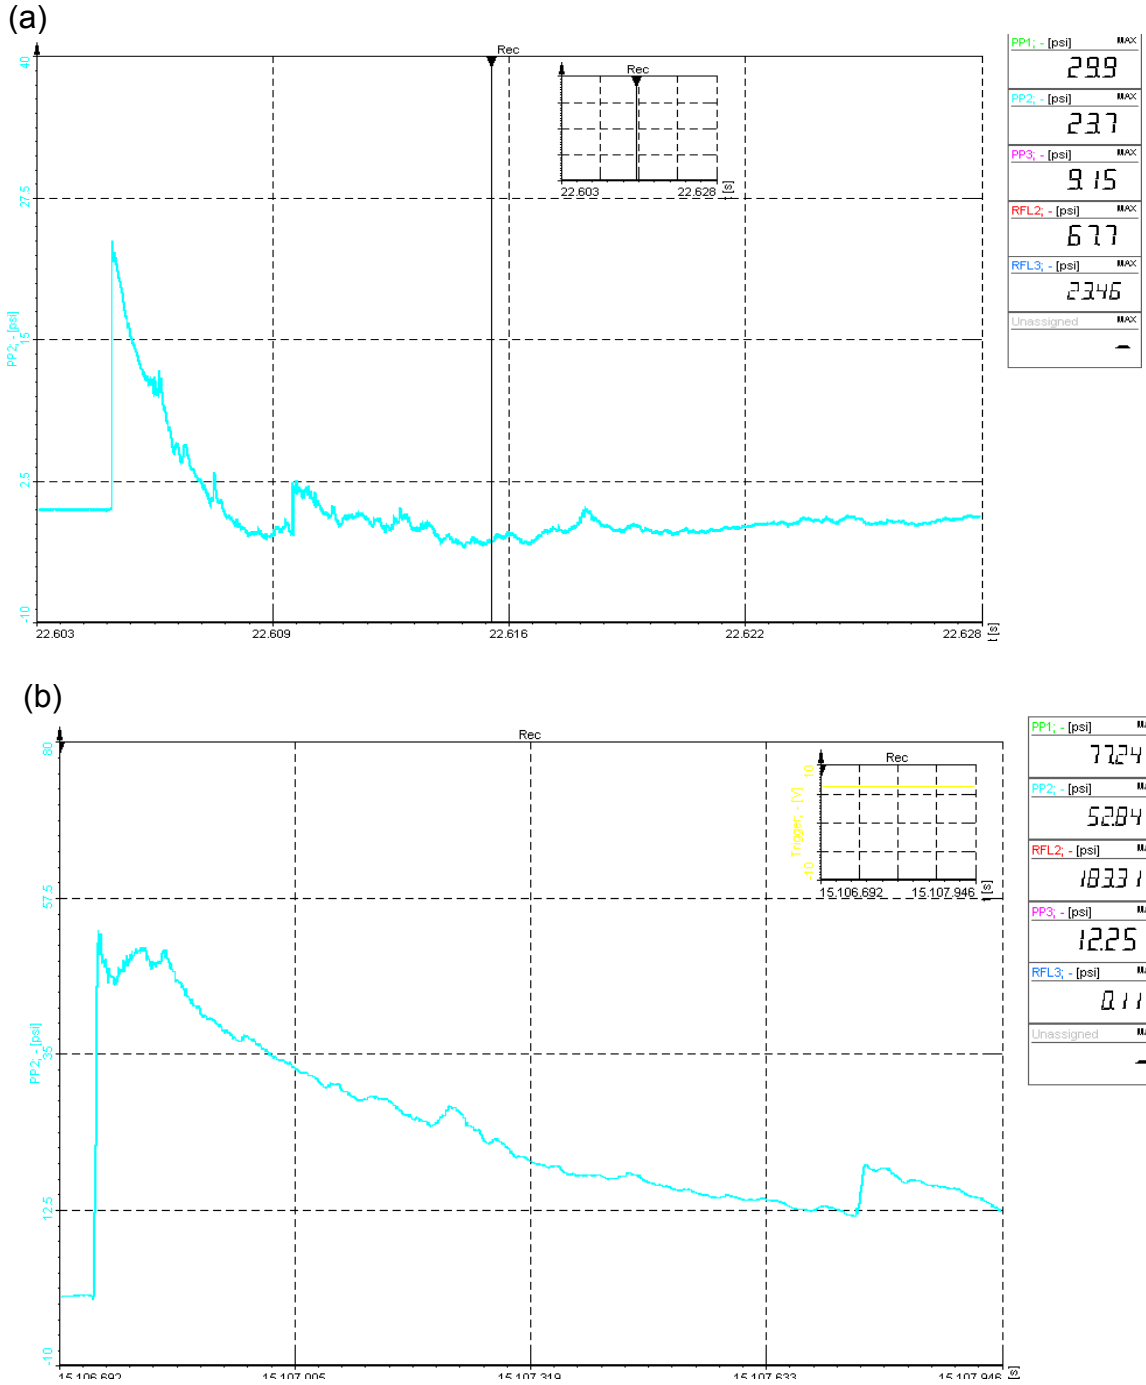 (a)
Rec
40
27.5
15
2.5
-10
PP2; - [psi]
22.603
22.609
22.616
22.622
22.628
t [s]
Rec
22.603
22.628
t [s]
PP1; - [psi] MAX
29.9
PP2; - [psi] MAX
23.7
PP3; - [psi] MAX
9.15
RFL2; - [psi] MAX
67.7
RFL3; - [psi] MAX
23.46
Unassigned MAX
(b)
Rec
80
57.5
35
12.5
-10
PP2; - [psi]
15.106.692
15.107.005
15.107.319
15.107.633
15.107.946
[s]
Rec
10
-10
Trigger; - [V]
15.106.692
15.107.946
[s]
PP1; - [psi]
77.24
PP2; - [psi]
52.84
RFL2; - [psi]
183.31
PP3; - [psi]
12.25
RFL3; - [psi]
0.11
Unassigned